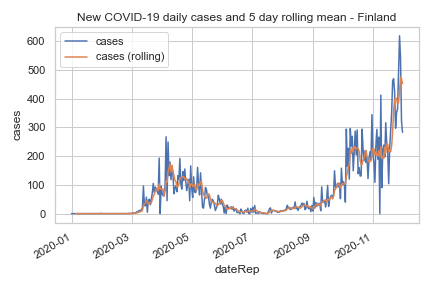 New COVID-19 daily cases and 5 day rolling mean - Finland
cases
cases (rolling)
600
500
400
300
200
100
0
cases
2020-01
2020-03
2020-05
2020-07
2020-09
2020-11
dateRep